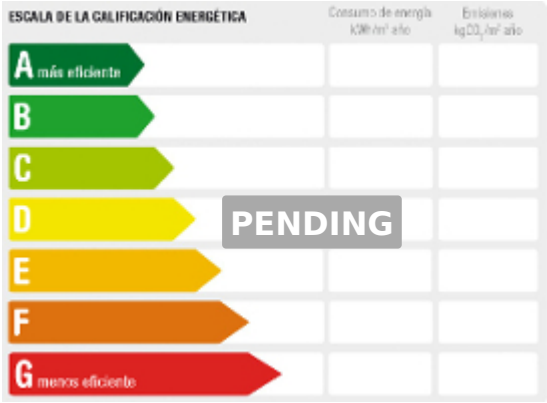 ESCALA DE LA CALIFICACIÓN ENERGÉTICA
Consumo de energía
kWh/m² año
Emisiones
kgCO₂/m² año
A más eficiente
B
C
D
PENDING
E
F
G menos eficiente